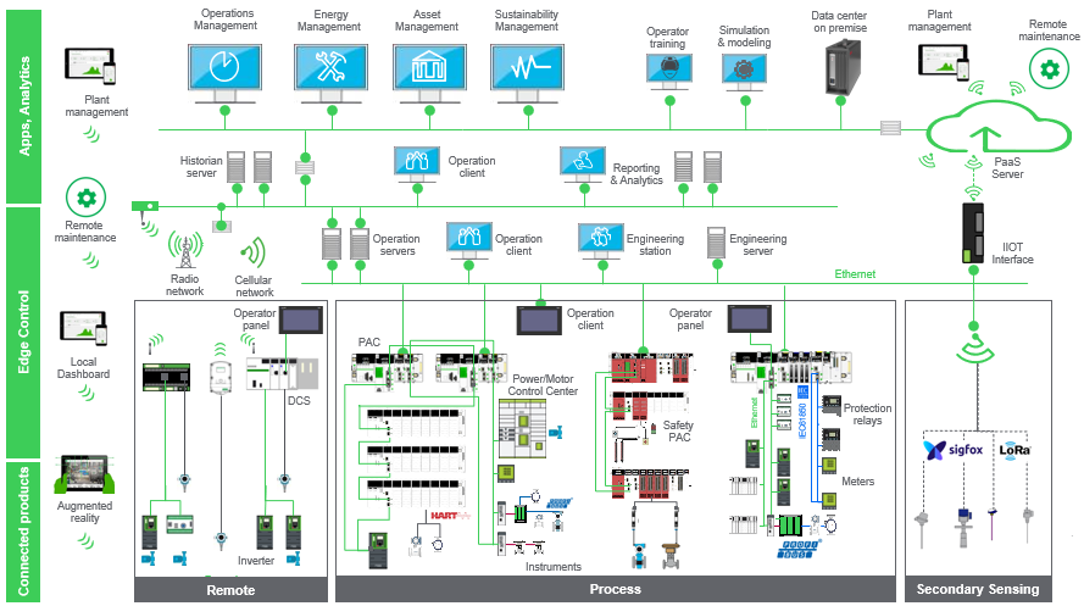 Operations
Management
Energy
Management
Asset
Management
Sustainability
Management
Operator
training
Simulation
& modeling
Data center
on premise
Plant
management
Remote
maintenance
Plant
management
Apps, Analytics
Historian
server
Operation
client
Reporting
& Analytics
PaaS
Server
Remote
maintenance
Radio
network
Cellular
network
Operation
servers
Operation
client
Engineering
station
Engineering
server
IIOT
Interface
Ethernet
Edge Control
Operator
panel
Operation
client
Operator
panel
Local
Dashboard
PAC
DCS
Power/Motor
Control Center
Safety
PAC
Ethernet
IEC
IEC61850
Protection
relays
Meters
sigfox
LoRa
Augmented
reality
Connected products
HART
Inverter
Instruments
PROFI
BUS
Remote
Process
Secondary Sensing